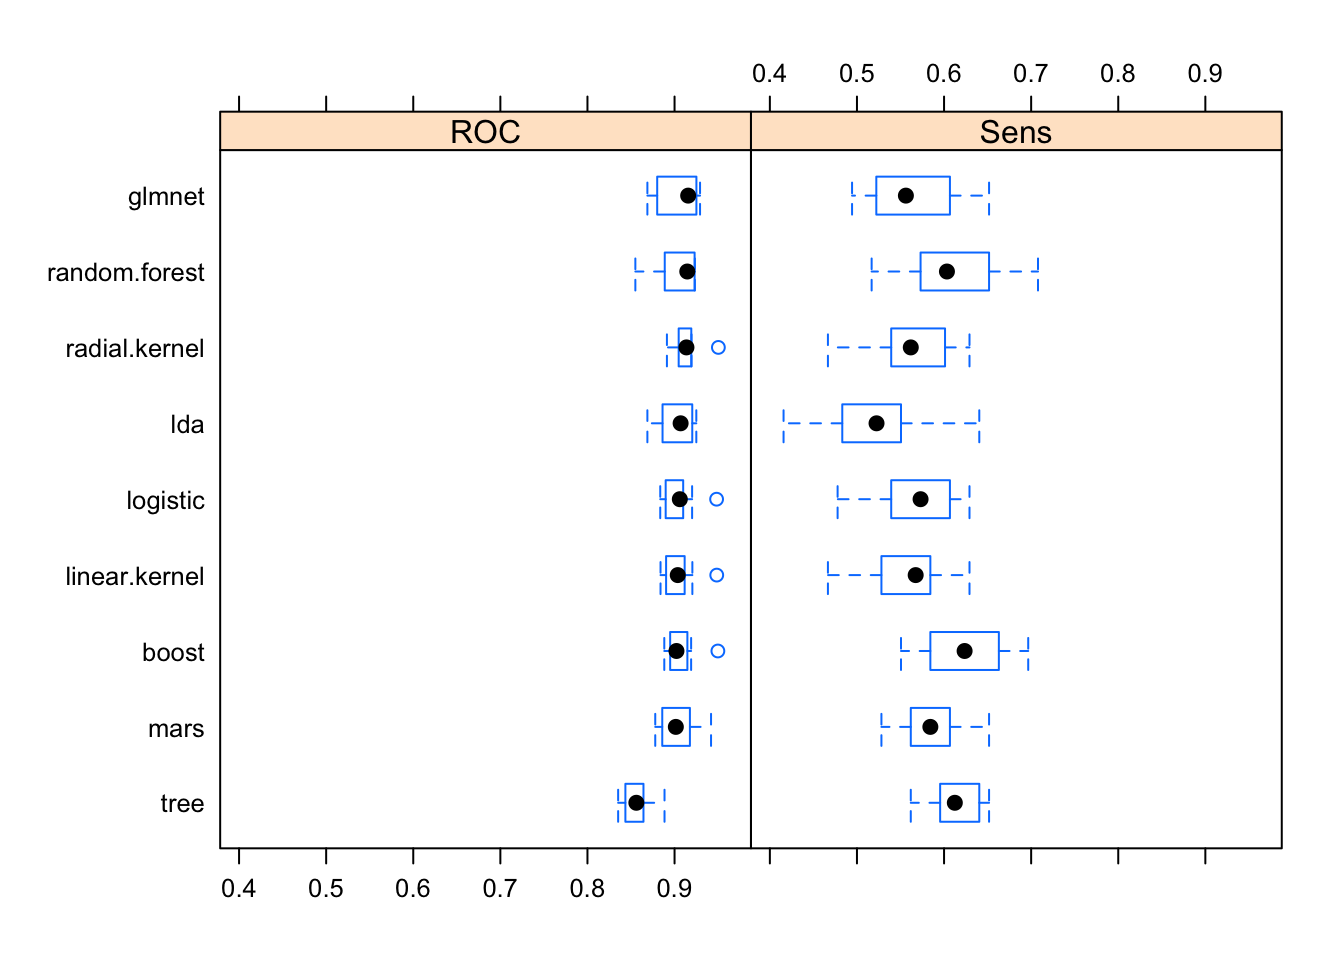 0.4 0.5 0.6 0.7 0.8 0.9
ROC Sens
glmnet
random.forest
radial.kernel
lda
logistic
linear.kernel
boost
mars
tree
0.4 0.5 0.6 0.7 0.8 0.9